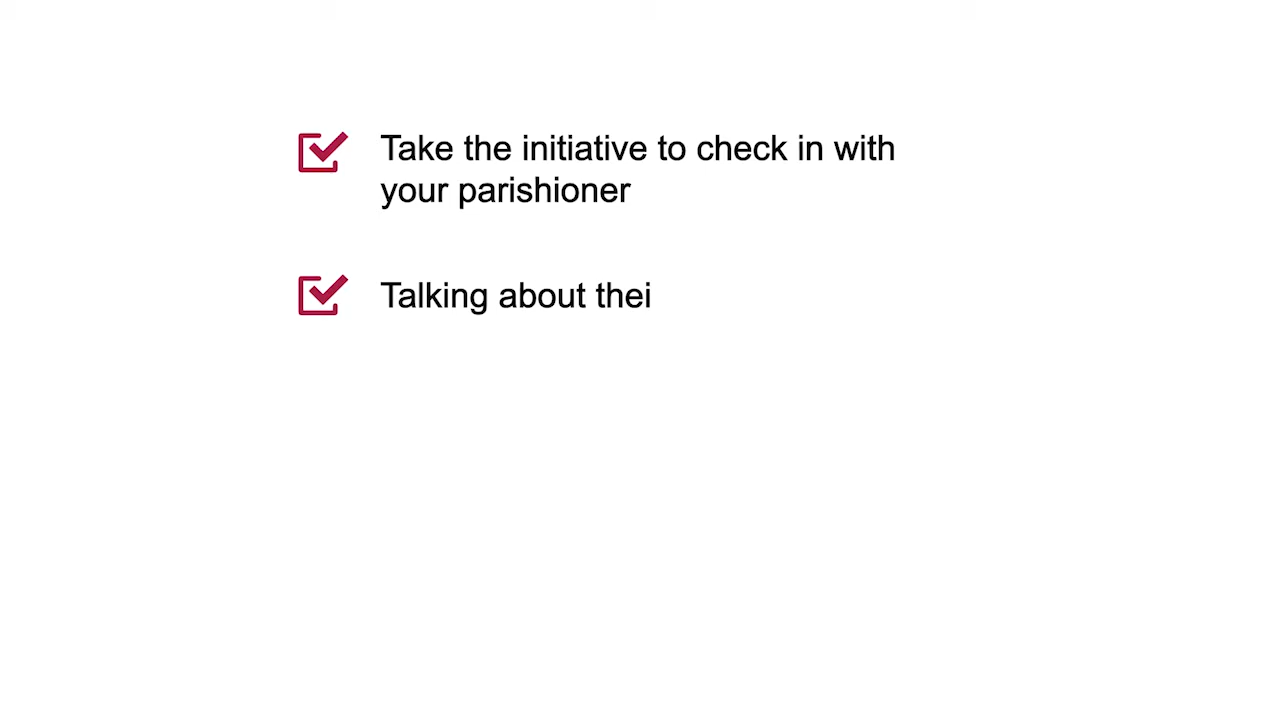 Take the initiative to check in with
your parishioner
Talking about thei